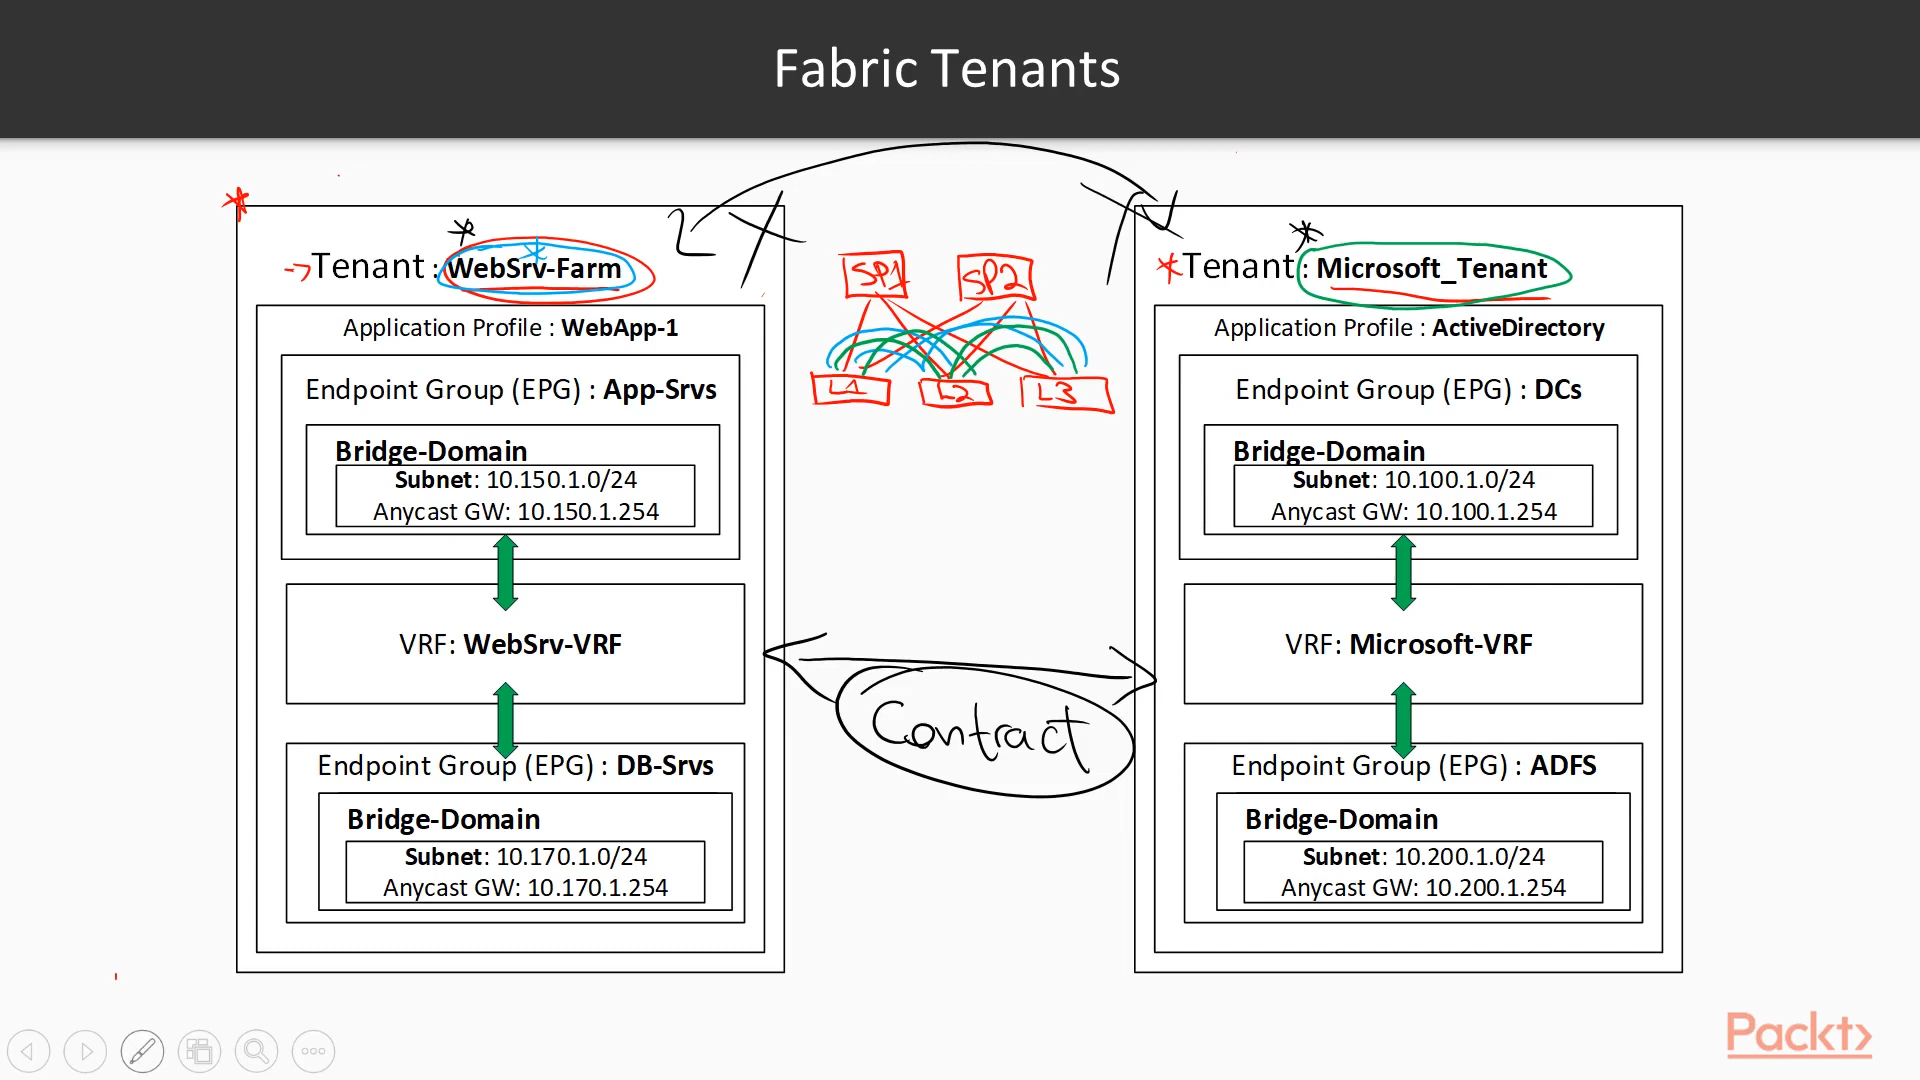 Fabric Tenants
Tenant : WebSrv-Farm
Application Profile : WebApp-1
Endpoint Group (EPG) : App-Srvs
Bridge-Domain
Subnet: 10.150.1.0/24
Anycast GW: 10.150.1.254
VRF: WebSrv-VRF
Endpoint Group (EPG) : DB-Srvs
Bridge-Domain
Subnet: 10.170.1.0/24
Anycast GW: 10.170.1.254
SP1 SP2
L1 L2 L3
Contract
Tenant : Microsoft_Tenant
Application Profile : ActiveDirectory
Endpoint Group (EPG) : DCs
Bridge-Domain
Subnet: 10.100.1.0/24
Anycast GW: 10.100.1.254
VRF: Microsoft-VRF
Endpoint Group (EPG) : ADFS
Bridge-Domain
Subnet: 10.200.1.0/24
Anycast GW: 10.200.1.254
Packt>